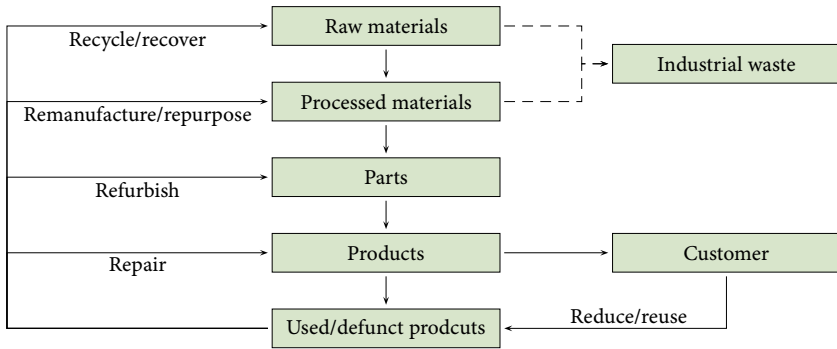 Raw materials
Recycle/recover
Industrial waste
Processed materials
Remanufacture/repurpose
Parts
Refurbish
Products
Customer
Repair
Reduce/reuse
Used/defunct prodcuts